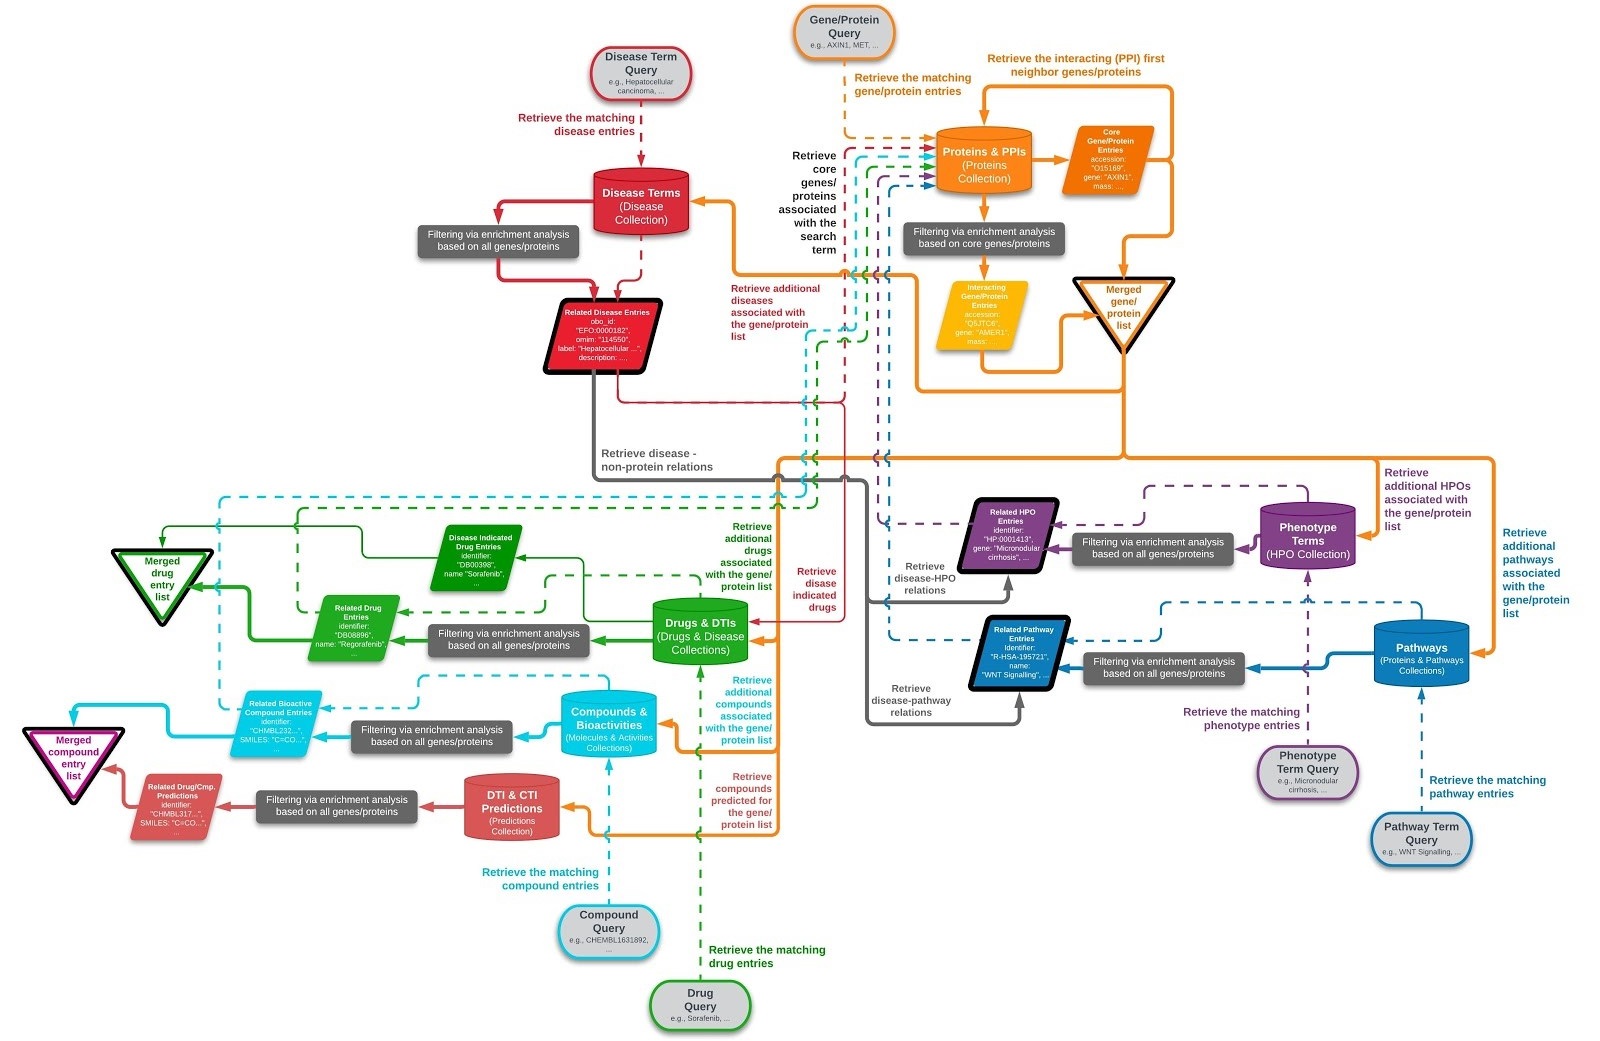 Gene/Protein
Query
e.g., AXIN1, MET, ...
Disease Term
Query
e.g., Hepatocellular
cancinoma, ...
Retrieve the matching
disease entries
Retrieve the matching
gene/protein entries
Retrieve the interacting (PPI) first
neighbor genes/proteins
Proteins & PPIs
(Proteins
Collection)
Core
Gene/Protein
Entries
accession:
"O15169",
gene: "AXIN1",
mass: ....
Retrieve
core
genes/
proteins
associated
with the
search
term
Disease Terms
(Disease
Collection)
Filtering via enrichment analysis
based on all genes/proteins
Filtering via enrichment analysis
based on core genes/proteins
Interacting
Gene/Protein
Entries
accession:
"Q5JTC6",
gene: "AMER1",
mass: ...
Merged
gene/
protein
list
Retrieve additional
diseases
associated with
the gene/protein
list
Related Disease Entries
obo_id:
"EFO:0000182",
omim: "114550",
label: "Hepatocellular ...",
description: ....
Retrieve disease -
non-protein relations
Related HPO
Entries
identifier:
"HP:0001413",
gene: "Micronodular
cirrhosis", ...
Filtering via enrichment analysis
based on all genes/proteins
Phenotype
Terms
(HPO Collection)
Retrieve
additional HPOs
associated with
the gene/protein
list
Retrieve
additional
pathways
associated
with the
gene/protein
list
Retrieve
disease-HPO
relations
Merged
drug
entry
list
Disease Indicated
Drug Entries
identifier:
"DB00398",
name "Sorafenib",
...
Retrieve
additional
drugs
associated
with the gene/
protein list
Retrieve
disase
indicated
drugs
Related Drug
Entries
identifier:
"DB08896",
name: "Regorafenib",
...
Filtering via enrichment analysis
based on all genes/proteins
Drugs & DTIs
(Drugs & Disease
Collections)
Related Pathway
Entries
Identifier:
"R-HSA-195721",
name:
"WNT Signalling", ...
Filtering via enrichment analysis
based on all genes/proteins
Pathways
(Proteins & Pathways
Collections)
Retrieve
disease-pathway
relations
Retrieve the matching
phenotype entries
Related Bioactive
Compound Entries
identifier:
"CHMBL232...",
SMILES: "C=CO...",
...
Filtering via enrichment analysis
based on all genes/proteins
Compounds &
Bioactivities
(Molecules & Activities
Collections)
Retrieve
additional
compounds
associated
with the gene/
protein list
Merged
compound
entry
list
Related Drug/Cmp.
Predictions
identifier:
"CHMBL317...",
SMILES: "C=CO...",
...
Filtering via enrichment analysis
based on all genes/proteins
DTI & CTI
Predictions
(Predictions
Collection)
Retrieve
compounds
predicted for
the gene/
protein list
Phenotype
Term Query
e.g., Micronodular
cirrhosis, ...
Retrieve the matching
pathway entries
Pathway Term
Query
e.g., WNT Signalling, ...
Retrieve the matching
compound entries
Compound
Query
e.g., CHEMBL1631892,
...
Retrieve the matching
drug entries
Drug
Query
e.g., Sorafenib, ...